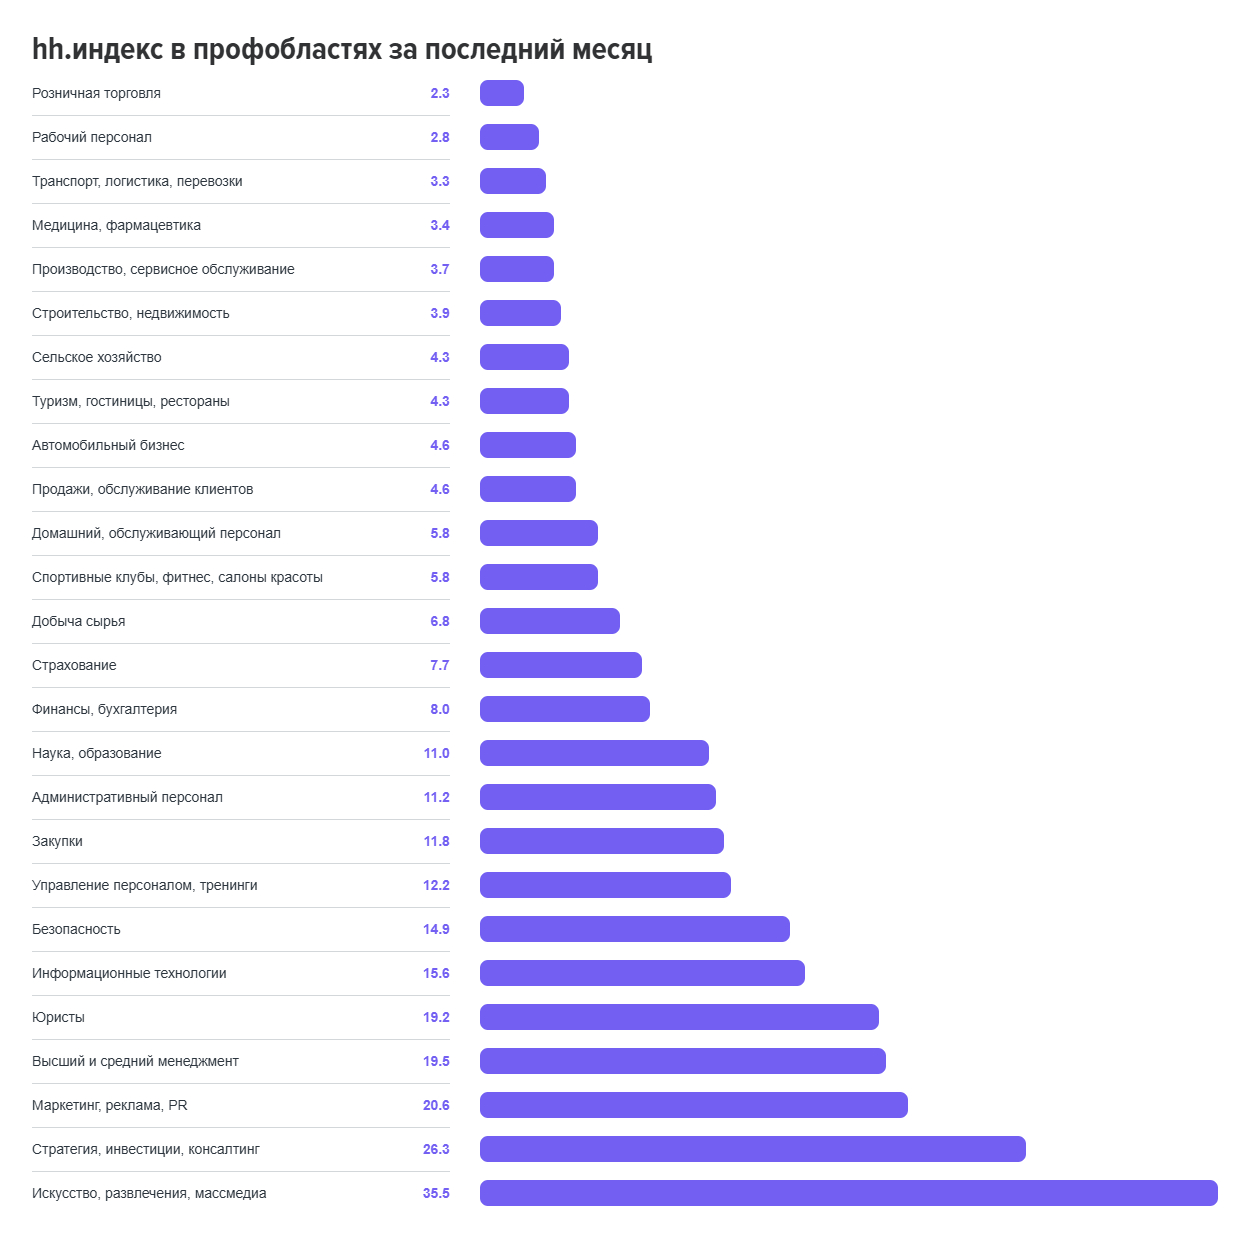 hh.индекс в профобластях за последний месяц
Розничная торговля 2.3
Рабочий персонал 2.8
Транспорт, логистика, перевозки 3.3
Медицина, фармацевтика 3.4
Производство, сервисное обслуживание 3.7
Строительство, недвижимость 3.9
Сельское хозяйство 4.3
Туризм, гостиницы, рестораны 4.3
Автомобильный бизнес 4.6
Продажи, обслуживание клиентов 4.6
Домашний, обслуживающий персонал 5.8
Спортивные клубы, фитнес, салоны красоты 5.8
Добыча сырья 6.8
Страхование 7.7
Финансы, бухгалтерия 8.0
Наука, образование 11.0
Административный персонал 11.2
Закупки 11.8
Управление персоналом, тренинги 12.2
Безопасность 14.9
Информационные технологии 15.6
Юристы 19.2
Высший и средний менеджмент 19.5
Маркетинг, реклама, PR 20.6
Стратегия, инвестиции, консалтинг 26.3
Искусство, развлечения, массмедиа 35.5